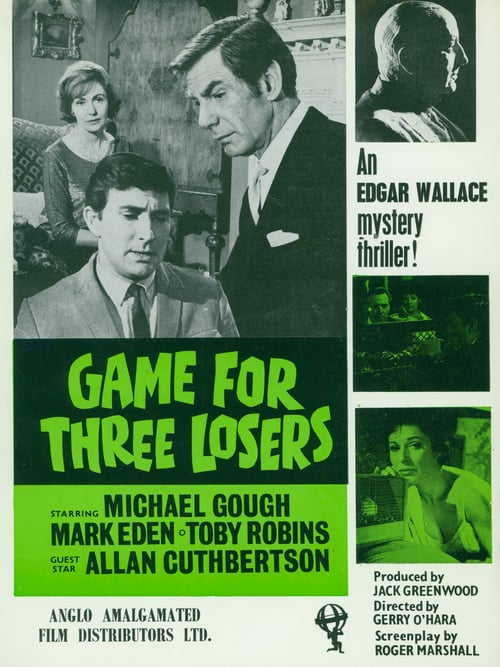 An
EDGAR WALLACE
mystery
thriller!
GAME FOR
THREE LOSERS
STARRING MICHAEL GOUGH
MARK EDEN • TOBY ROBINS
GUEST STAR ALLAN CUTHBERTSON
ANGLO AMALGAMATED
FILM DISTRIBUTORS LTD.
Produced by
JACK GREENWOOD
Directed by
GERRY O'HARA
Screenplay by
ROGER MARSHALL